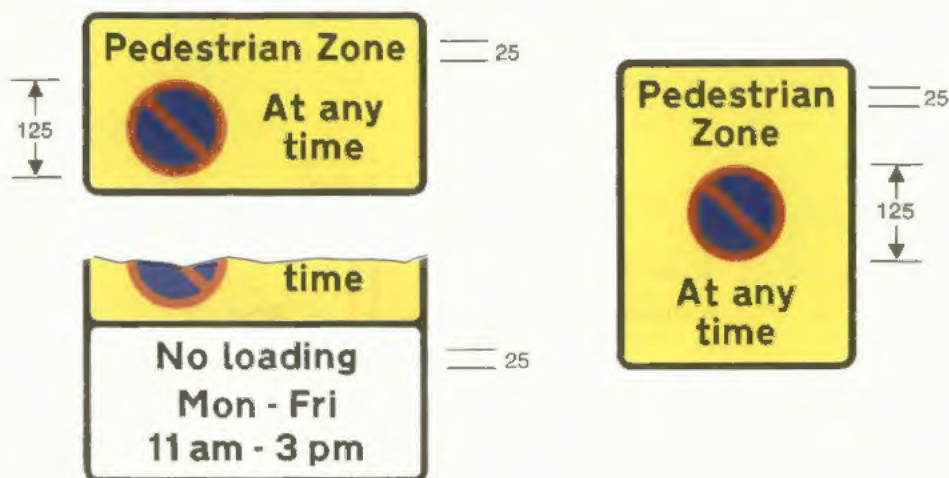 Pedestrian Zone
25
125
At any
time
time
No loading
25
Mon - Fri
11 am - 3 pm
Pedestrian
Zone
25
125
At any
time